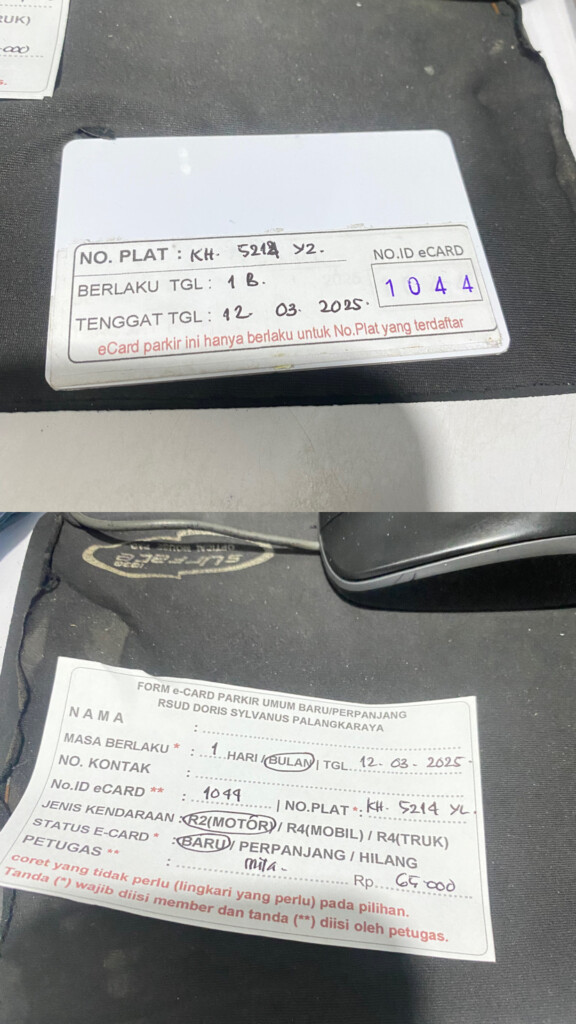 RUK)
-000
s.
NO. PLAT : KH. 5214 YZ.
NO.ID eCARD
BERLAKU TGL : 1 B.
1 0 4 4
TENGGAT TGL : 12 03. 2025.
eCard parkir ini hanya berlaku untuk No.Plat yang terdaftar
FORM e-CARD PARKIR UMUM BARU/PERPANJANG
RSUD DORIS SYLVANUS PALANGKARAYA
N A M A :
MASA BERLAKU * : 1 HARI / BULAN | TGL 12-03-2025.
NO. KONTAK :
No.ID eCARD ** : 1044 | NO.PLAT *: KH. 5214 YZ.
JENIS KENDARAAN : R2(MOTOR) / R4(MOBIL) / R4(TRUK)
STATUS E-CARD * : BARU / PERPANJANG / HILANG
PETUGAS ** : Mita- Rp. 65.000
coret yang tidak perlu (lingkari yang perlu) pada pilihan.
Tanda (*) wajib diisi member dan tanda (**) diisi oleh petugas.